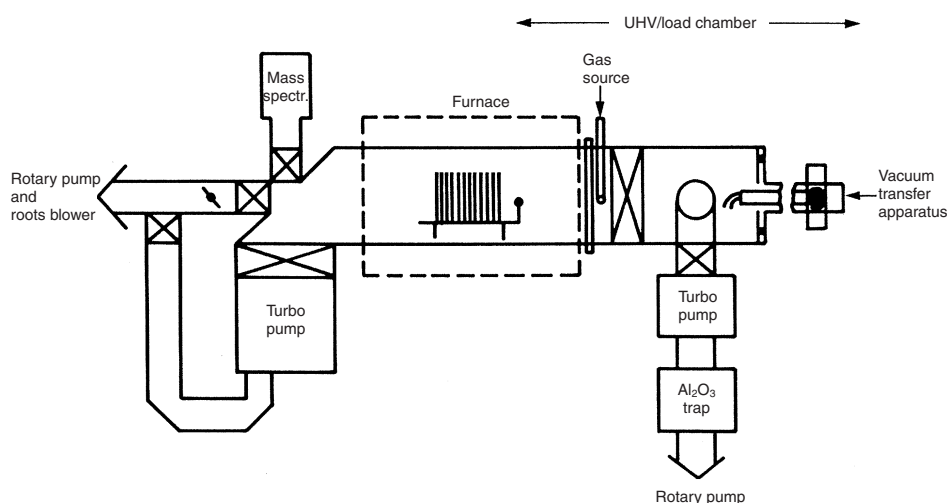 UHV/load chamber
Gas
source
Mass
spectr.
Furnace
Rotary pump
and
roots blower
Vacuum
transfer
apparatus
Turbo
pump
Turbo
pump
Al₂O₃
trap
Rotary pump